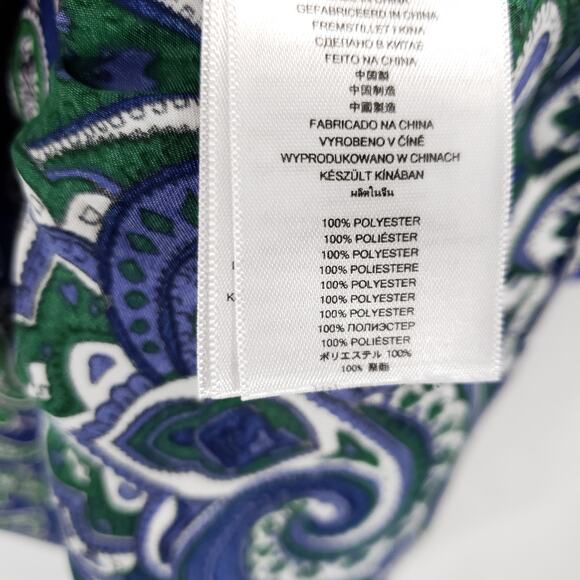 GEFABRICEERD IN CHINA
FREMSTILLET I KINA
СДЕЛАНО В КИТАЕ
FEITO NA CHINA
中国製
中国制造
中國製造
FABRICADO NA CHINA
VYROBENO V ČÍNĚ
WYPRODUKOWANO W CHINACH
KÉSZÜLT KÍNÁBAN
ผลิตในจีน
100% POLYESTER
100% POLIÉSTER
100% POLYESTER
100% POLIESTERE
100% POLYESTER
100% POLYESTER
100% POLYESTER
100% ПОЛИЭСТЕР
100% POLIÉSTER
ポリエステル 100%
100% 聚酯